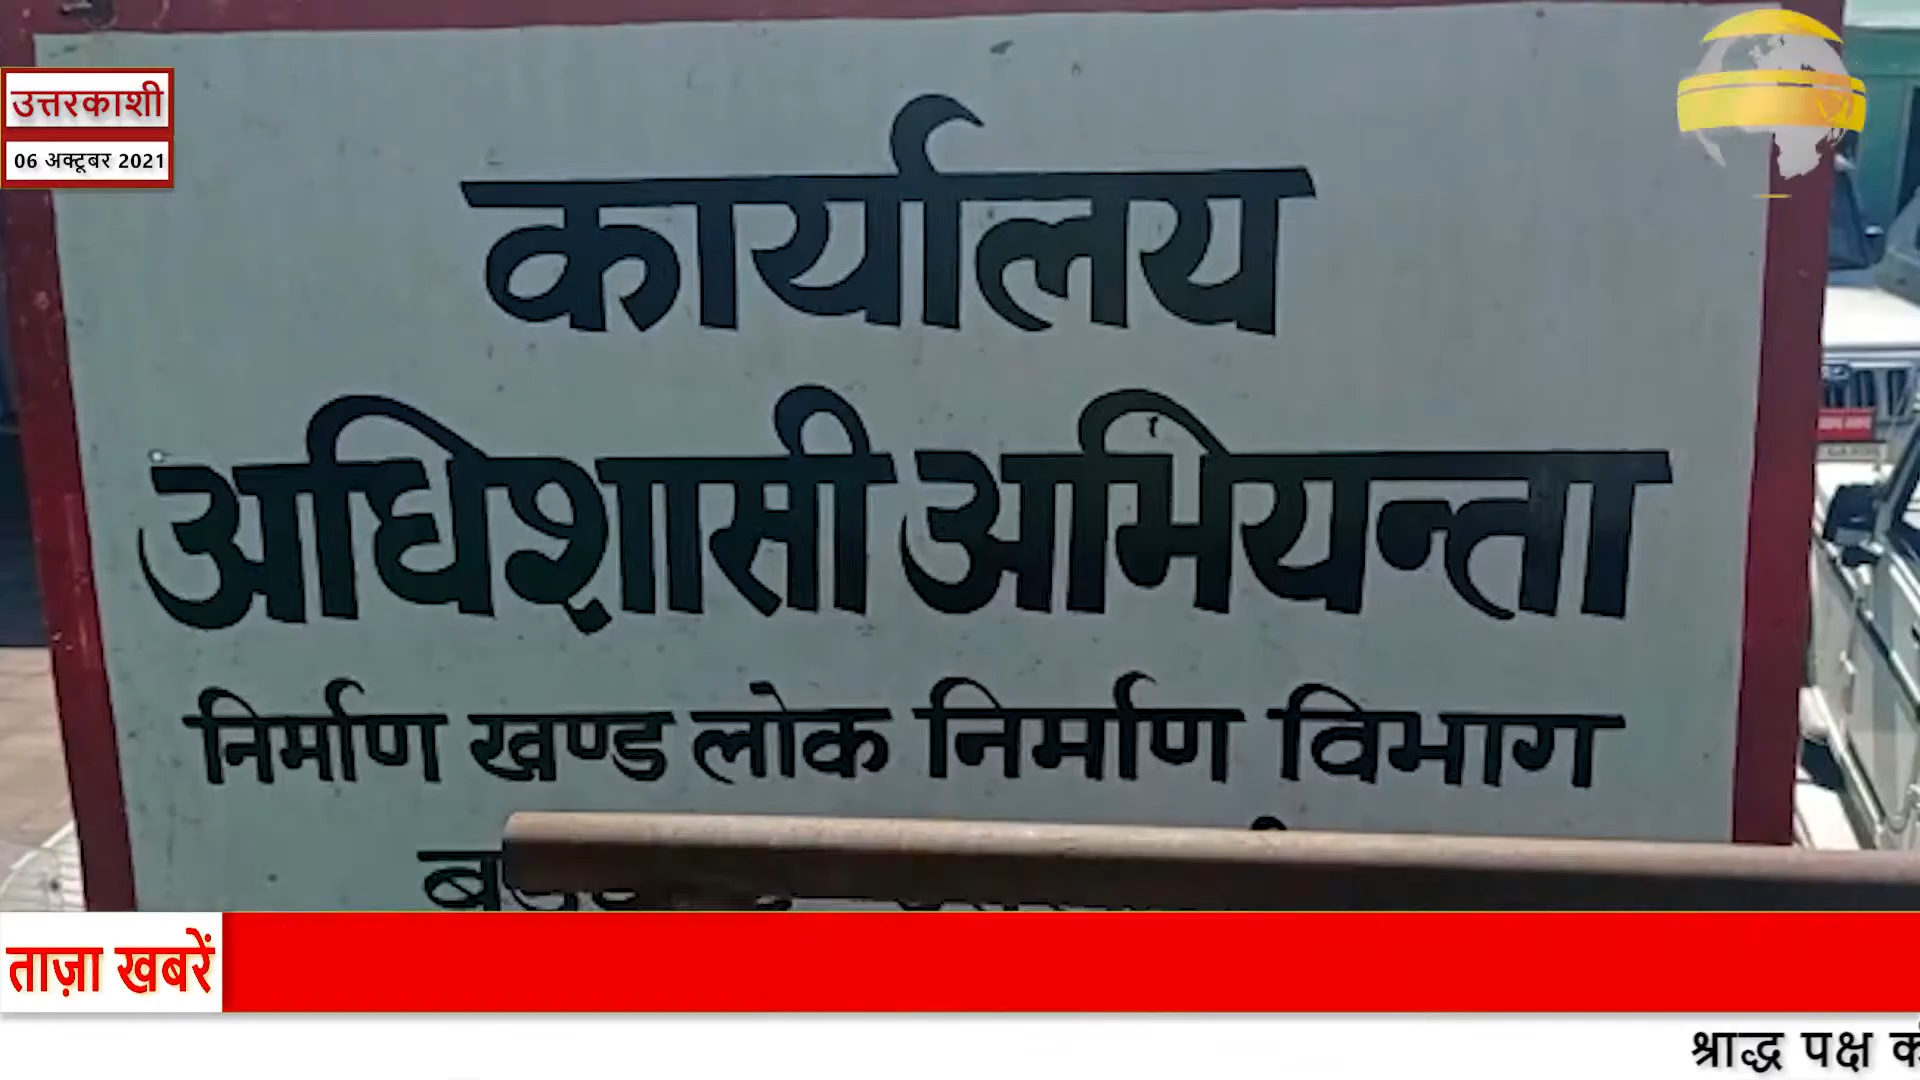 उत्तरकाशी
06 अक्टूबर 2021
कार्यालय
अधिशासी अभियन्ता
निर्माण खण्ड लोक निर्माण विभाग
ताज़ा खबरें
श्राद्ध पक्ष